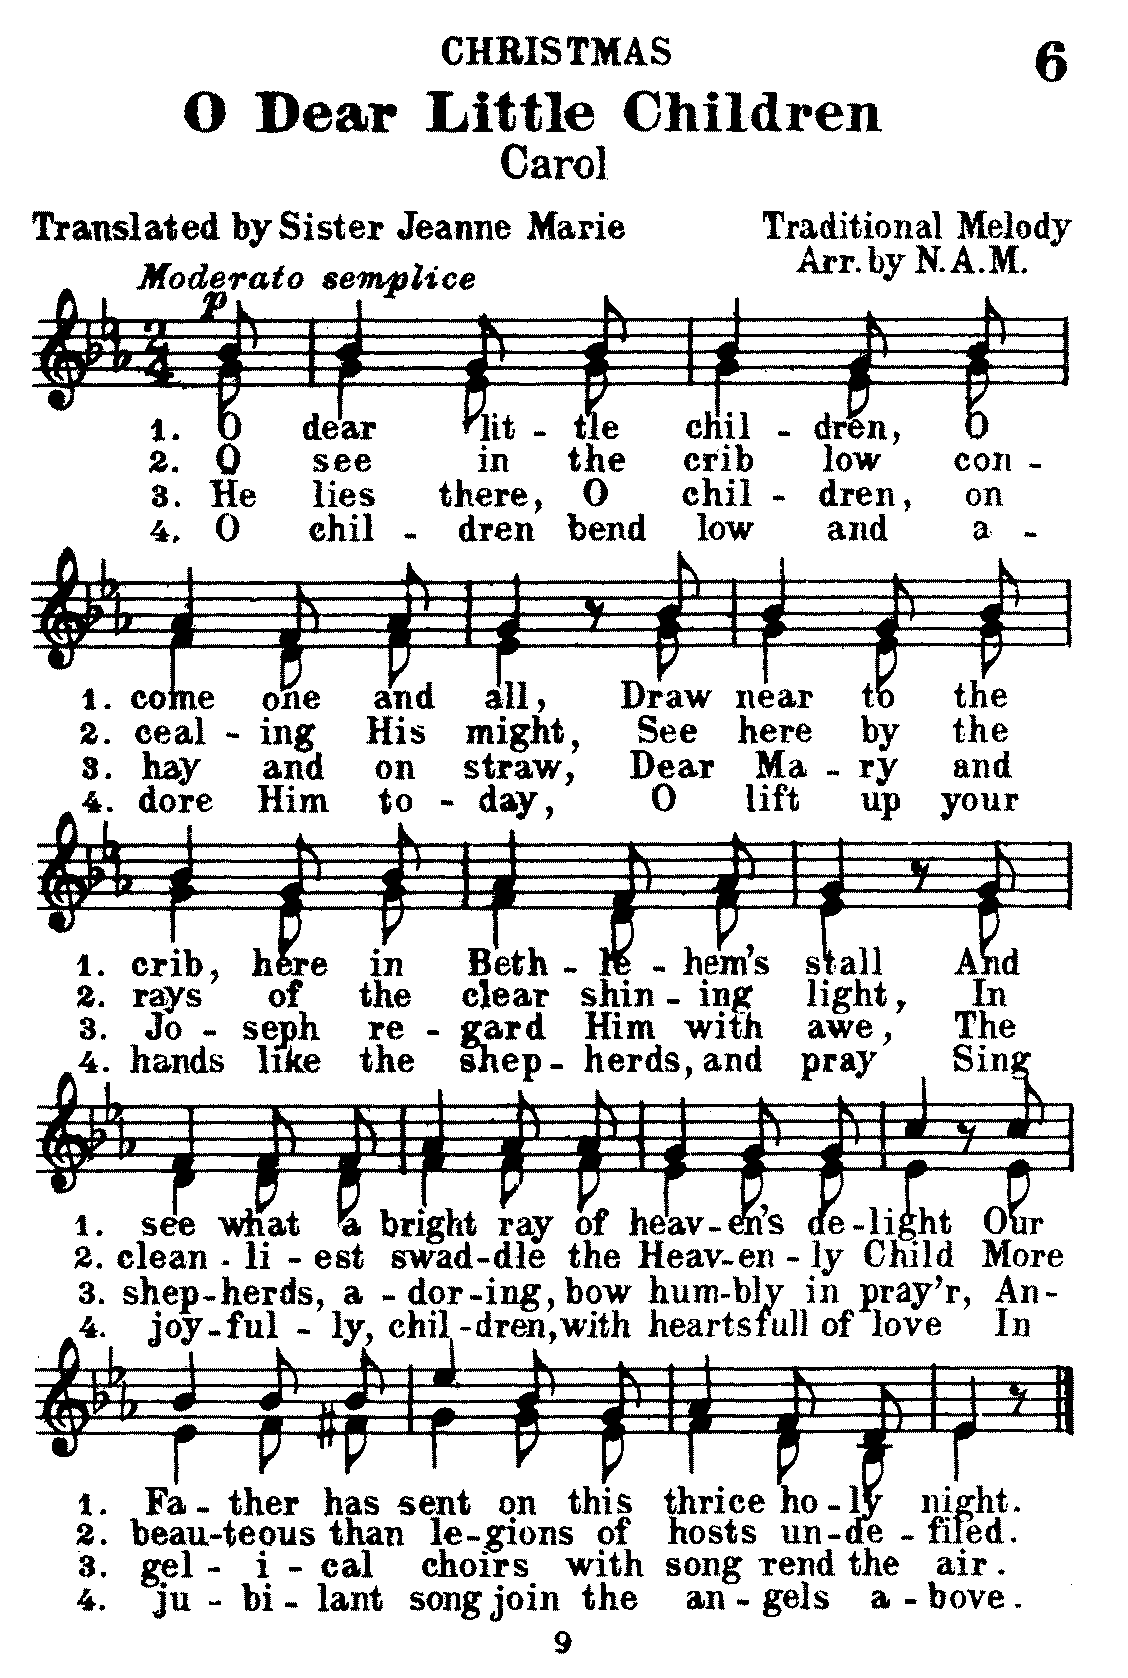 CHRISTMAS
6
O Dear Little Children
Carol
Translated by Sister Jeanne Marie
Traditional Melody
Arr. by N. A. M.
Moderato semplice
p
2
4
1. O dear lit - tle chil - dren, O
2. O see in the crib low con -
3. He lies there, O chil - dren, on
4. O chil - dren bend low and a -
1. come one and all, Draw near to the
2. ceal - ing His might, See here by the
3. hay and on straw, Dear Ma - ry and
4. dore Him to - day, O lift up your
1. crib, here in Beth - le - hem's stall And
2. rays of the clear shin - ing light, In
3. Jo - seph re - gard Him with awe, The
4. hands like the shep - herds, and pray Sing
1. see what a bright ray of heav - en's de - light Our
2. clean - li - est swad - dle the Heav - en - ly Child More
3. shep - herds, a - dor - ing, bow hum - bly in pray'r, An -
4. joy - ful - ly, chil - dren, with hearts full of love In
1. Fa - ther has sent on this thrice ho - ly night.
2. beau - teous than le - gions of hosts un - de - filed.
3. gel - i - cal choirs with song rend the air.
4. ju - bi - lant song join the an - gels a - bove.
9